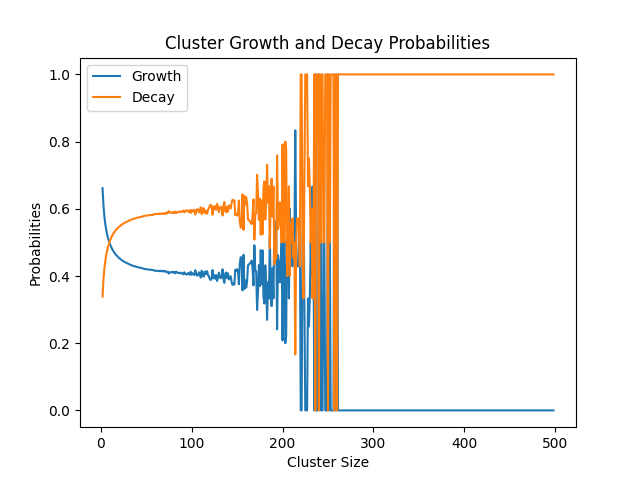 Cluster Growth and Decay Probabilities
Growth
Decay
1.0
0.8
0.6
0.4
0.2
0.0
Probabilities
0 100 200 300 400 500
Cluster Size